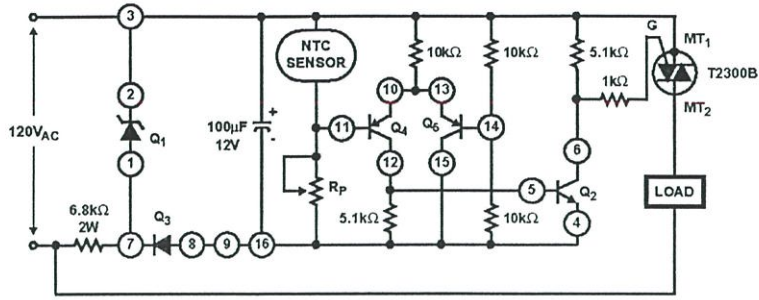 3
G
MT1
NTC
SENSOR
10kΩ
10kΩ
5.1kΩ
T2300B
2
1kΩ
10
13
MT2
120VAC
Q1
100µF
12V
+
-
11
Q4
Q5
14
1
12
15
6
6.8kΩ
2W
Q3
RP
5
Q2
LOAD
5.1kΩ
10kΩ
4
7
8
9
16